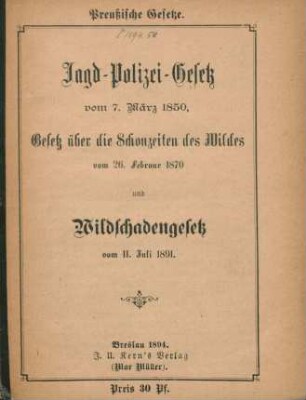 Preußische Gesetze.
Jagd-Polizei-Gesetz
vom 7. März 1850,
Gesetz über die Schonzeiten des Wildes
vom 26. Februar 1870
und
Wildschadengesetz
vom 11. Juli 1891.
Breslau 1894.
J. U. Kern's Verlag
(Max Müller).
Preis 30 Pf.